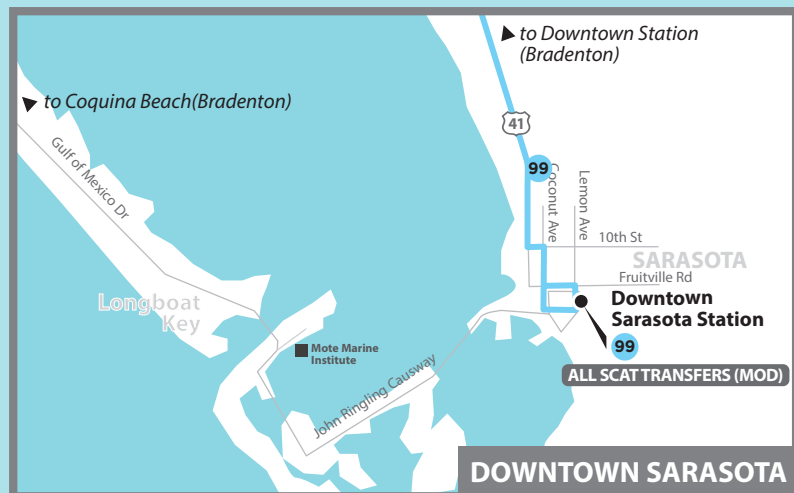 to Downtown Station
(Bradenton)
to Coquina Beach(Bradenton)
41
Gulf of Mexico Dr
99
Coconut Ave
Lemon Ave
10th St
SARASOTA
Fruitville Rd
Longboat
Key
Downtown
Sarasota Station
Mote Marine
Institute
99
John Ringling Causway
ALL SCAT TRANSFERS (MOD)
DOWNTOWN SARASOTA